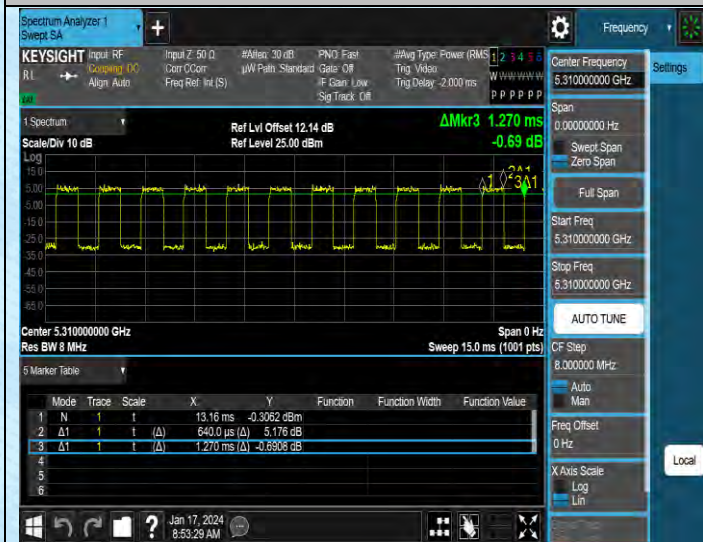 Spectrum Analyzer 1
Swept SA
Frequency
KEYSIGHT
Input: RF
Coupling: DC
Align: Auto
Input Z: 50 Ω
Corr CCorr
Freq Ref: Int (S)
#Atten: 30 dB
µW Path: Standard
PNO: Fast
Gate: Off
IF Gain: Low
Sig Track: Off
#Avg Type: Power (RMS
Trig: Video
Trig Delay: -2.000 ms
1 2 3 4 5 6
W W W W W W
P P P P P P
RL
Center Frequency
5.310000000 GHz
Settings
Span
0.00000000 Hz
Swept Span
Zero Span
Full Span
Start Freq
5.310000000 GHz
Stop Freq
5.310000000 GHz
AUTO TUNE
CF Step
8.000000 MHz
Auto
Man
Freq Offset
0 Hz
X Axis Scale
Log
Lin
Local
1 Spectrum
Scale/Div 10 dB
Ref Lvl Offset 12.14 dB
Ref Level 25.00 dBm
ΔMkr3 1.270 ms
-0.69 dB
Log
15.0
5.00
-5.00
-15.0
-25.0
-35.0
-45.0
-55.0
-65.0
1
2Δ1
3Δ1
Center 5.310000000 GHz
Res BW 8 MHz
Span 0 Hz
Sweep 15.0 ms (1001 pts)
5 Marker Table
Mode Trace Scale X Y Function Function Width Function Value
1 N 1 t 13.16 ms -0.3062 dBm
2 Δ1 1 t (Δ) 640.0 µs (Δ) 5.176 dB
3 Δ1 1 t (Δ) 1.270 ms (Δ) -0.6908 dB
4
5
6
?
Jan 17, 2024
8:53:29 AM